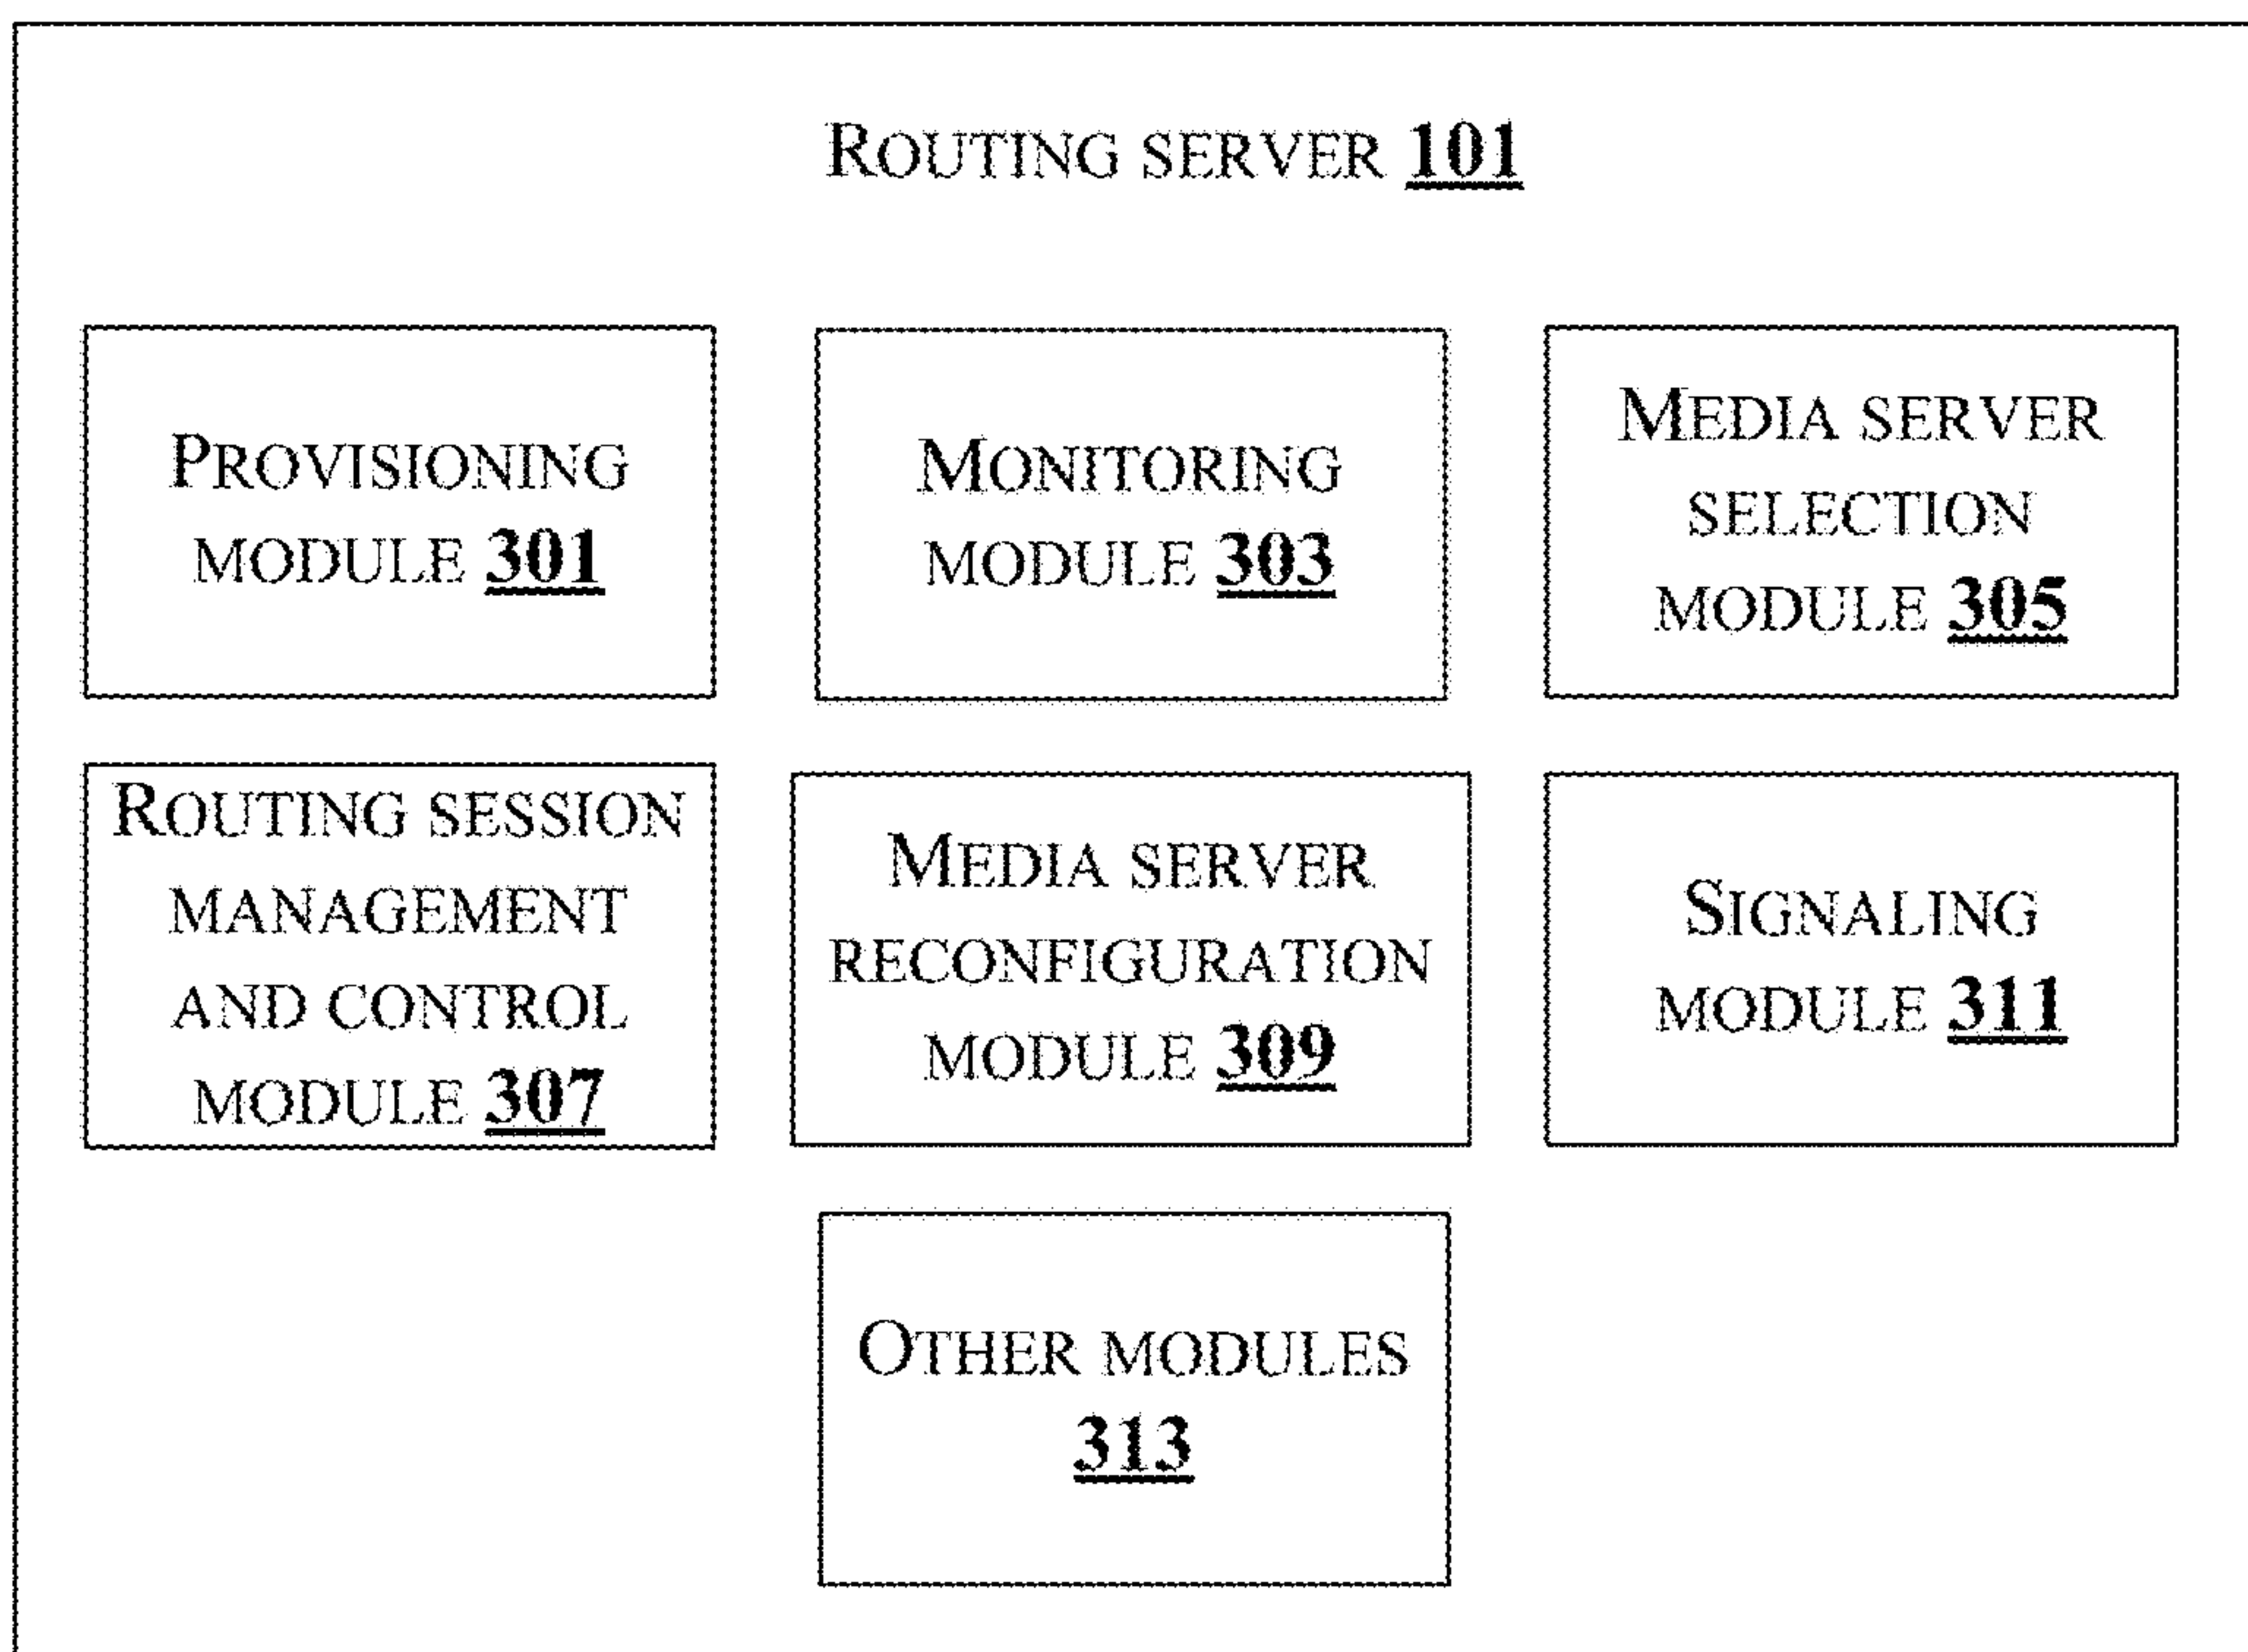 ROUTING SERVER 101
PROVISIONING
MODULE 301
MONITORING
MODULE 303
MEDIA SERVER
SELECTION
MODULE 305
ROUTING SESSION
MANAGEMENT
AND CONTROL
MODULE 307
MEDIA SERVER
RECONFIGURATION
MODULE 309
SIGNALING
MODULE 311
OTHER MODULES
313